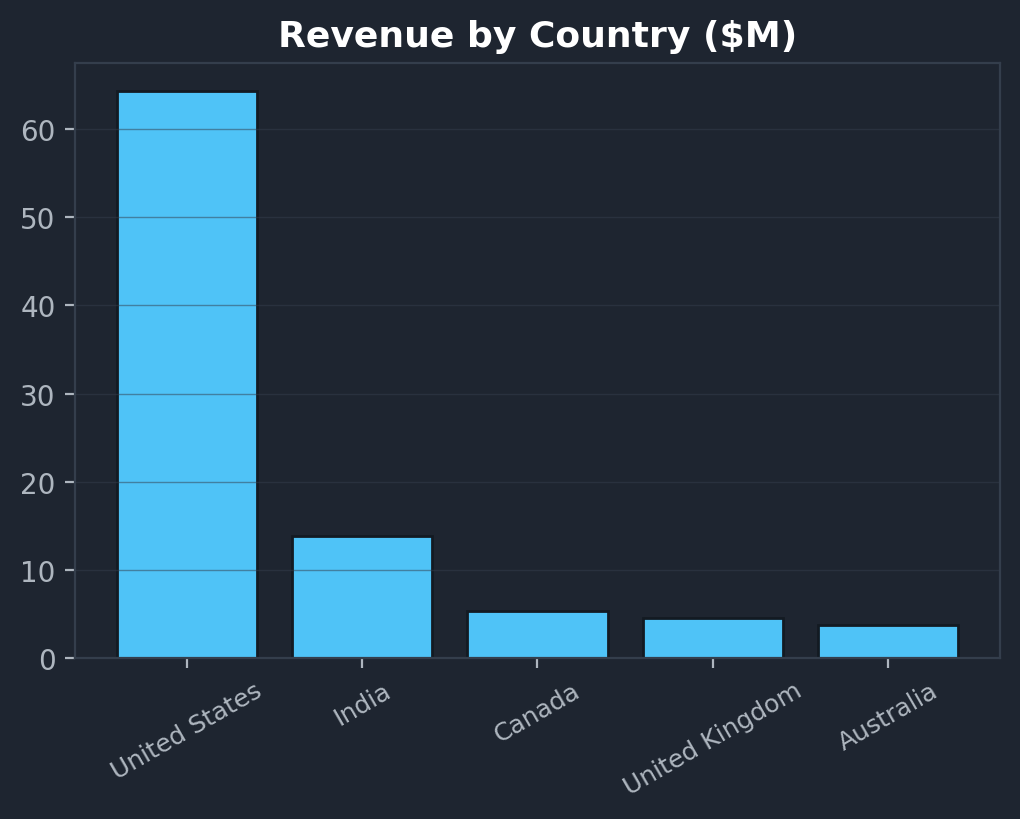 Revenue by Country ($M)
60
50
40
30
20
10
0
United States
India
Canada
United Kingdom
Australia